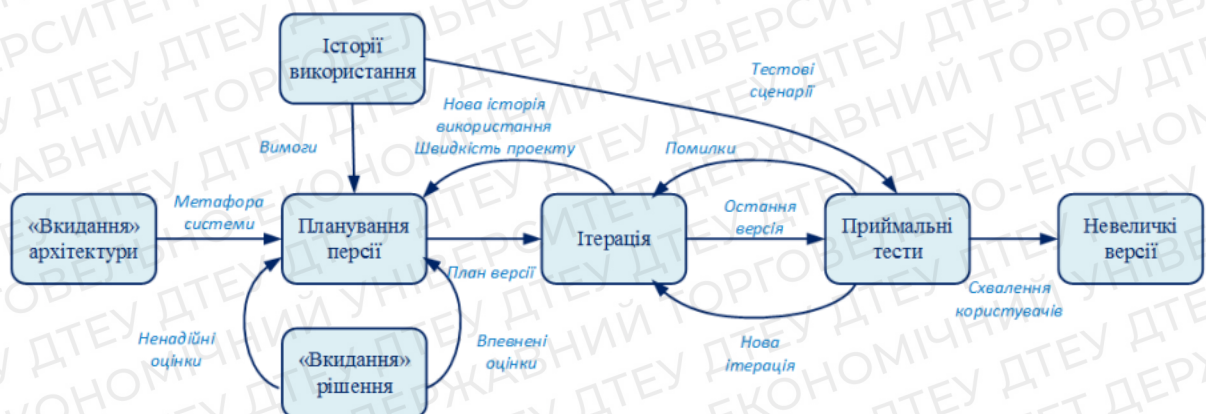 Історії
використання
Тестові
сценарії
Нова історія
використання
Швидкість проекту
Вимоги
Помилки
«Вкидання»
архітектури
Метафора
системи
Планування
персії
План версії
Ітерація
Остання
версія
Приймальні
тести
Схвалення
користувачів
Невеличкі
версії
Ненадійні
оцінки
«Вкидання»
рішення
Впевнені
оцінки
Нова
ітерація